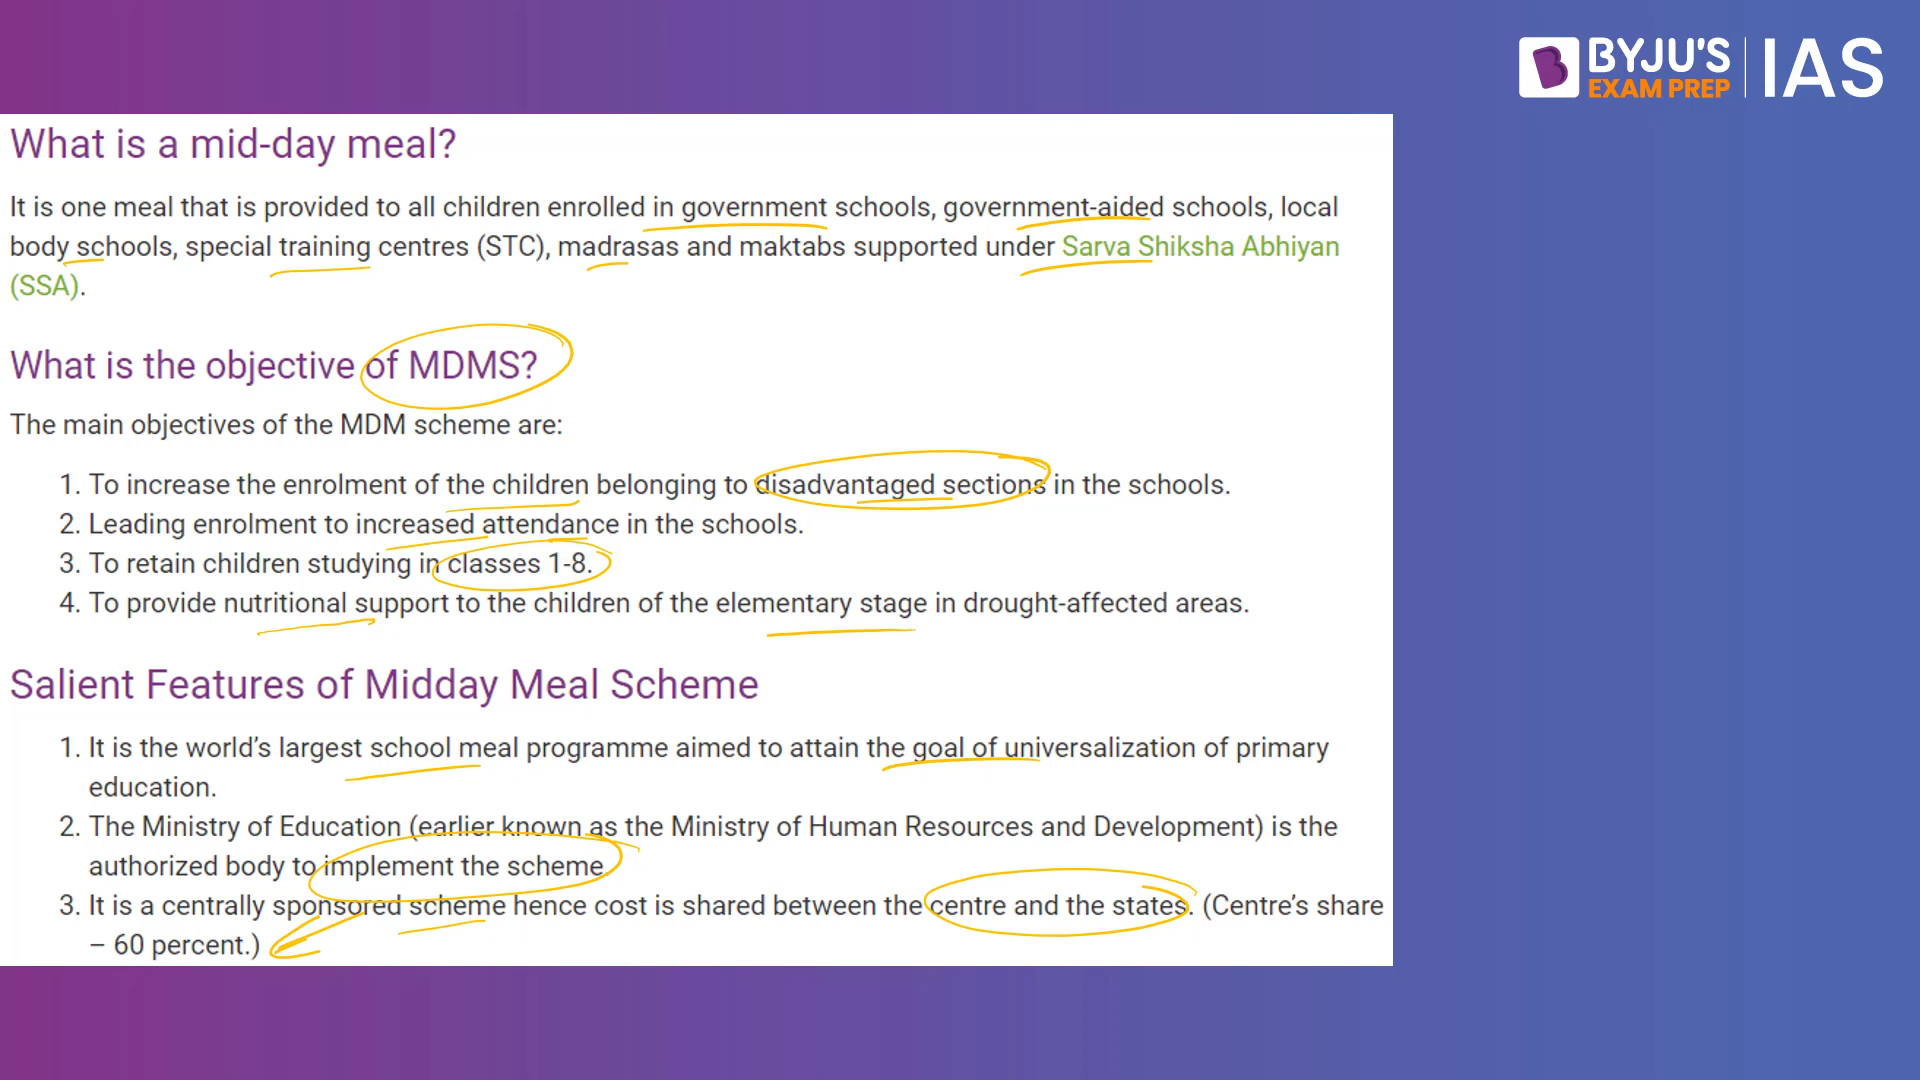 BYJU'S
EXAM PREP
IAS
What is a mid-day meal?
It is one meal that is provided to all children enrolled in government schools, government-aided schools, local
body schools, special training centres (STC), madrasas and maktabs supported under Sarva Shiksha Abhiyan
(SSA).
What is the objective of MDMS?
The main objectives of the MDM scheme are:
1. To increase the enrolment of the children belonging to disadvantaged sections in the schools.
2. Leading enrolment to increased attendance in the schools.
3. To retain children studying in classes 1-8.
4. To provide nutritional support to the children of the elementary stage in drought-affected areas.
Salient Features of Midday Meal Scheme
1. It is the world’s largest school meal programme aimed to attain the goal of universalization of primary
education.
2. The Ministry of Education (earlier known as the Ministry of Human Resources and Development) is the
authorized body to implement the scheme.
3. It is a centrally sponsored scheme hence cost is shared between the centre and the states. (Centre’s share
– 60 percent.)